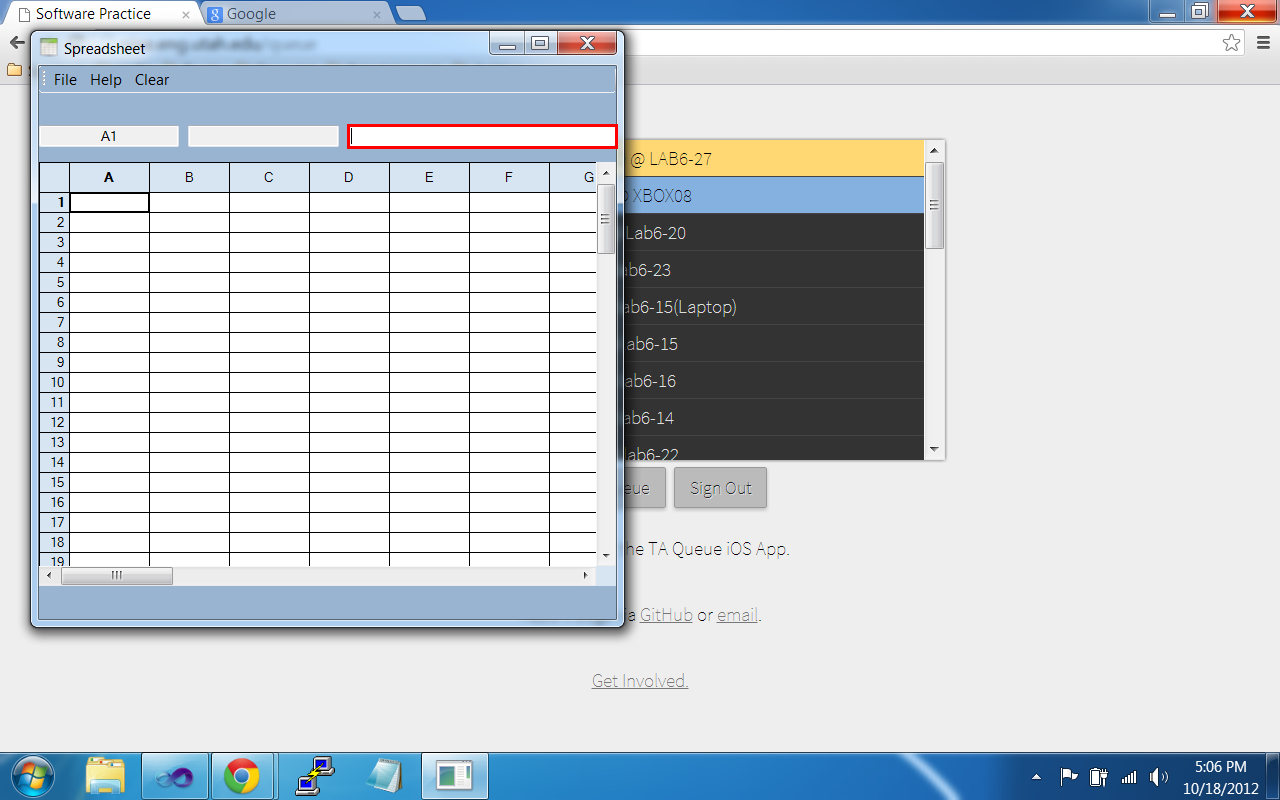 Software Practice
Google
Spreadsheet
File Help Clear
A1
A B C D E F G
1
2
3
4
5
6
7
8
9
10
11
12
13
14
15
16
17
18
19
@ LAB6-27
XBOX08
Lab6-20
ab6-23
ab6-15(Laptop)
ab6-15
ab6-16
ab6-14
ab6-22
eue
Sign Out
he TA Queue iOS App.
a GitHub or email.
Get Involved.
5:06 PM
10/18/2012